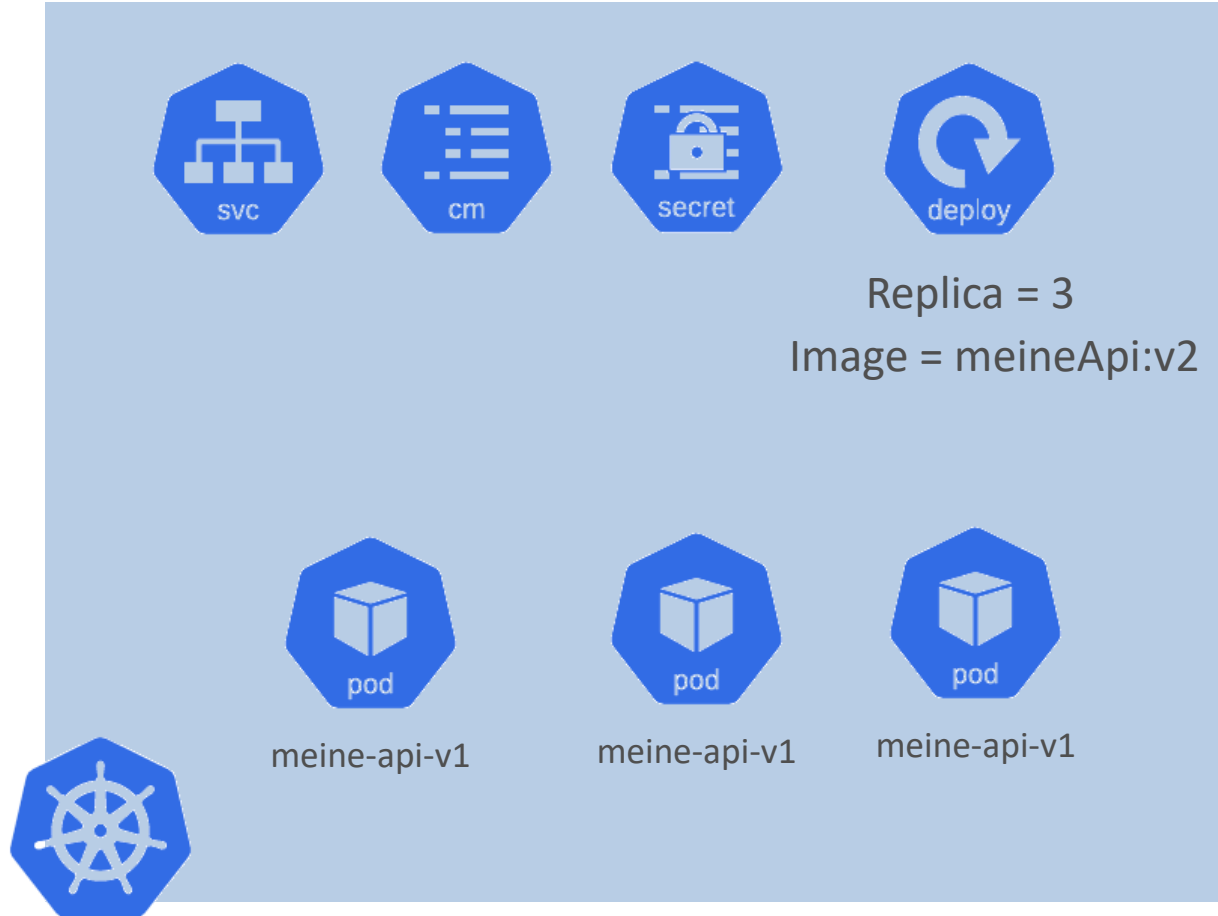 svc
cm
secret
deploy
Replica = 3
Image = meineApi:v2
pod
pod
pod
meine-api-v1
meine-api-v1
meine-api-v1